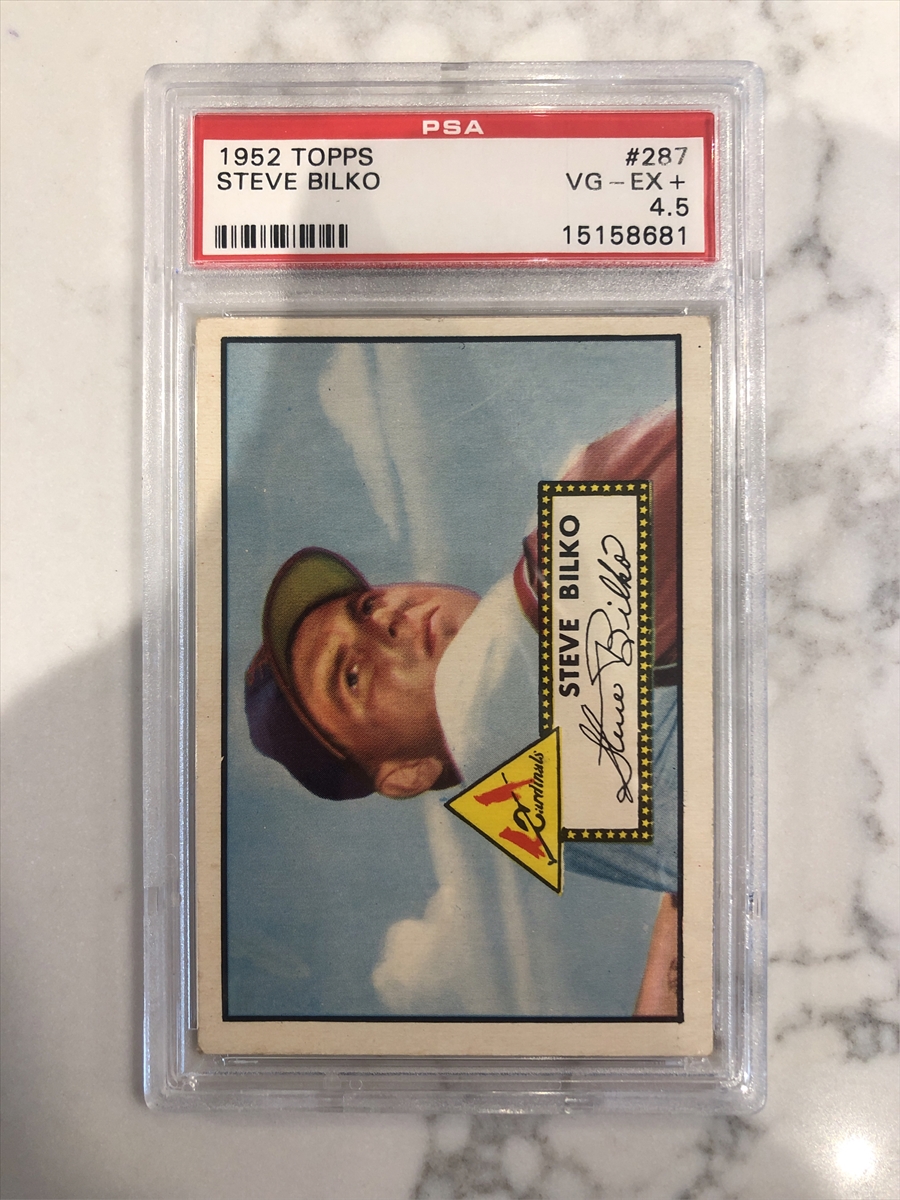 PSA
1952 TOPPS #287
STEVE BILKO VG - EX +
4.5
15158681
STEVE BILKO
Steve Bilko
Cardinals